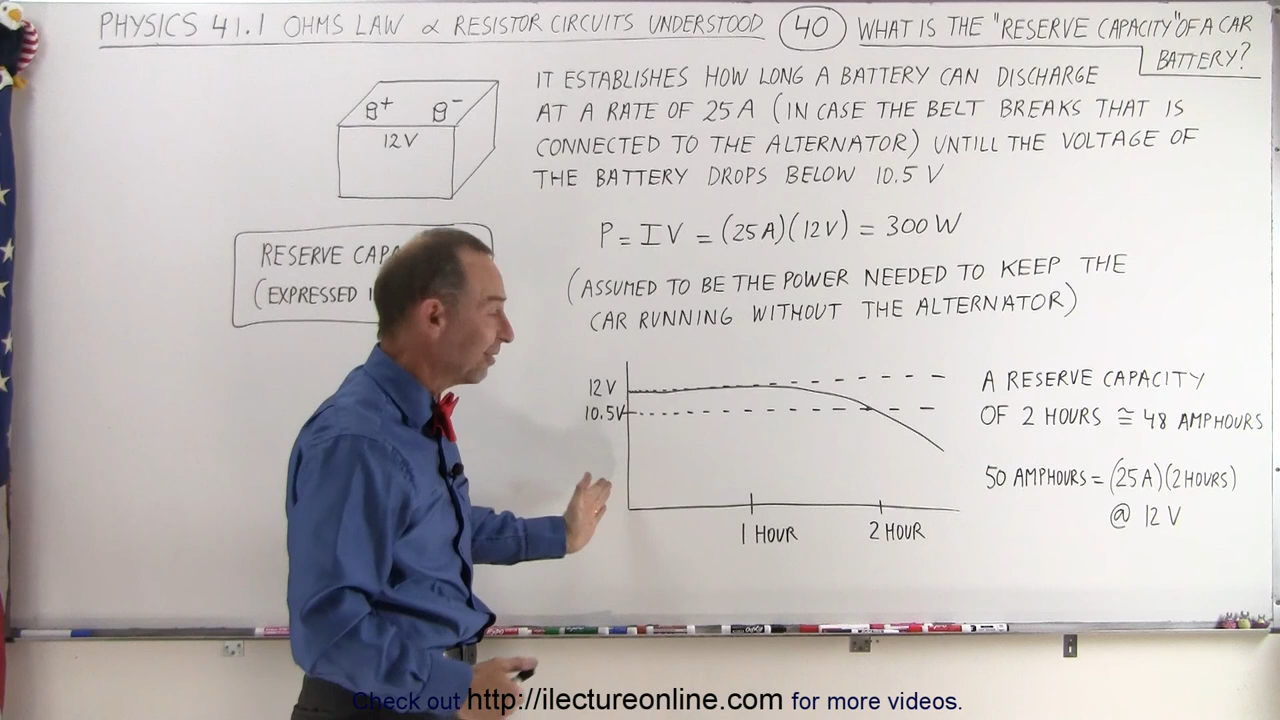 PHYSICS 41.1 OHMS LAW & RESISTOR CIRCUITS UNDERSTOOD 40 WHAT IS THE "RESERVE CAPACITY" OF A CAR
BATTERY?
+ -
12V
IT ESTABLISHES HOW LONG A BATTERY CAN DISCHARGE
AT A RATE OF 25 A (IN CASE THE BELT BREAKS THAT IS
CONNECTED TO THE ALTERNATOR) UNTILL THE VOLTAGE OF
THE BATTERY DROPS BELOW 10.5 V
RESERVE
(EXPRESSED
P = IV = (25A)(12V) = 300 W
(ASSUMED TO BE THE POWER NEEDED TO KEEP THE
CAR RUNNING WITHOUT THE ALTERNATOR)
12V
10.5V
1 HOUR 2 HOUR
A RESERVE CAPACITY
OF 2 HOURS ≅ 48 AMPHOURS
50 AMPHOURS = (25A)(2HOURS)
@ 12 V
Check out http://ilectureonline.com for more videos.